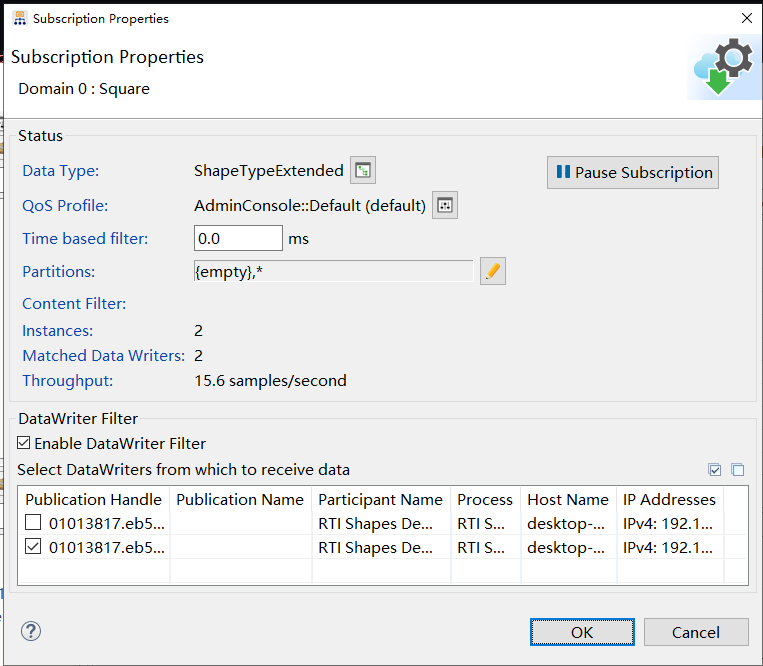 Subscription Properties
Subscription Properties
Domain 0 : Square
Status
Data Type: ShapeTypeExtended
Pause Subscription
QoS Profile: AdminConsole::Default (default)
Time based filter: 0.0 ms
Partitions: {empty},*
Content Filter:
Instances: 2
Matched Data Writers: 2
Throughput: 15.6 samples/second
DataWriter Filter
Enable DataWriter Filter
Select DataWriters from which to receive data
Publication Handle Publication Name Participant Name Process Host Name IP Addresses
01013817.eb5... RTI Shapes De... RTI S... desktop-... IPv4: 192.1...
01013817.eb5... RTI Shapes De... RTI S... desktop-... IPv4: 192.1...
OK Cancel